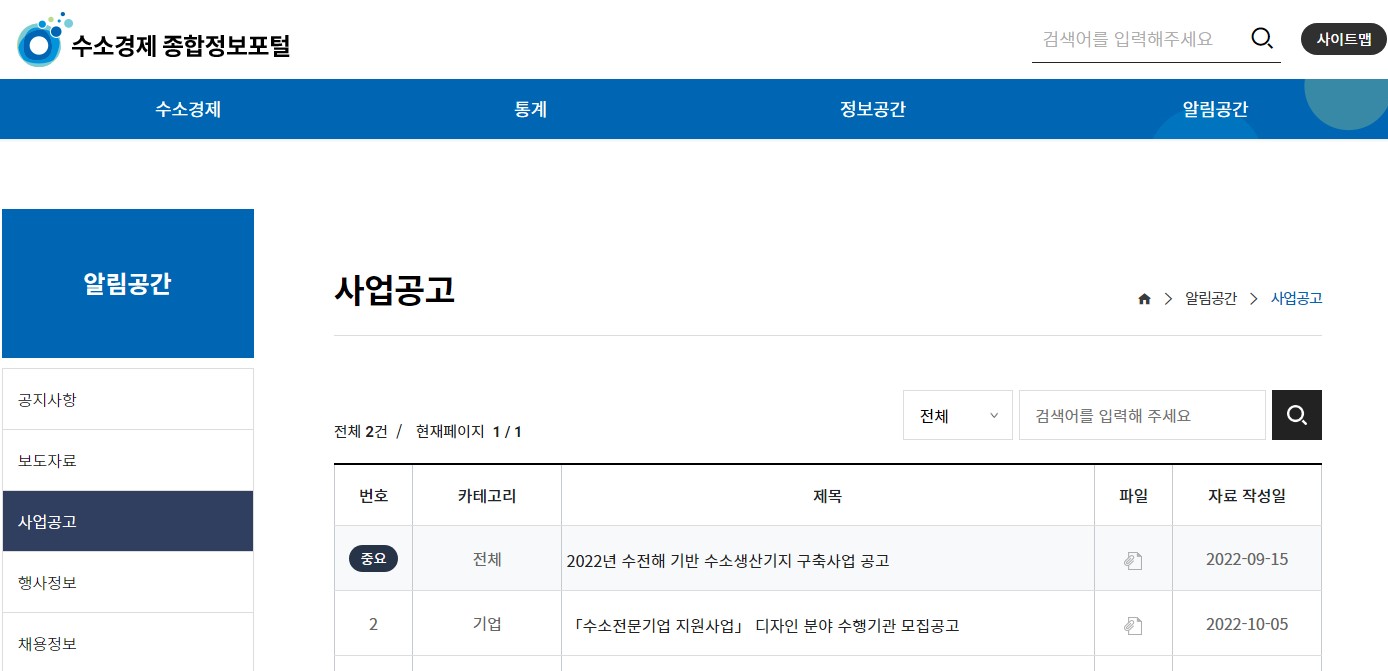 수소경제 종합정보포털
검색어를 입력해주세요
사이트맵
수소경제 통계 정보공간 알림공간
알림공간
공지사항
보도자료
사업공고
행사정보
채용정보
사업공고
알림공간 > 사업공고
전체 2건 / 현재페이지 1 / 1
전체
검색어를 입력해 주세요
번호 카테고리 제목 파일 자료 작성일
중요 전체 2022년 수전해 기반 수소생산기지 구축사업 공고 2022-09-15
2 기업 「수소전문기업 지원사업」 디자인 분야 수행기관 모집공고 2022-10-05